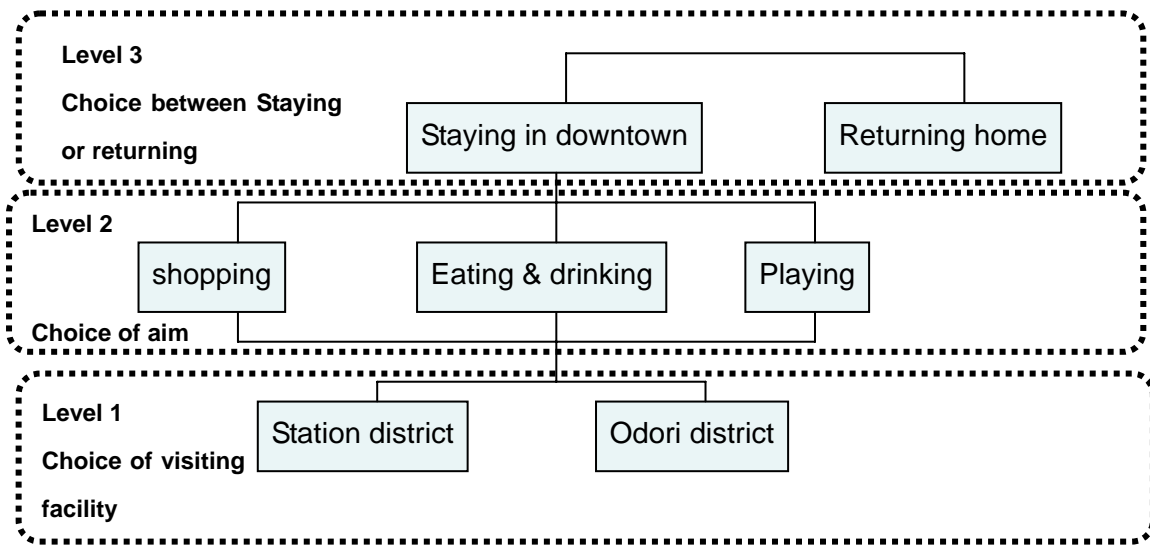 Level 3
Choice between Staying
or returning
Staying in downtown
Returning home
Level 2
shopping
Eating & drinking
Playing
Choice of aim
Level 1
Choice of visiting
facility
Station district
Odori district